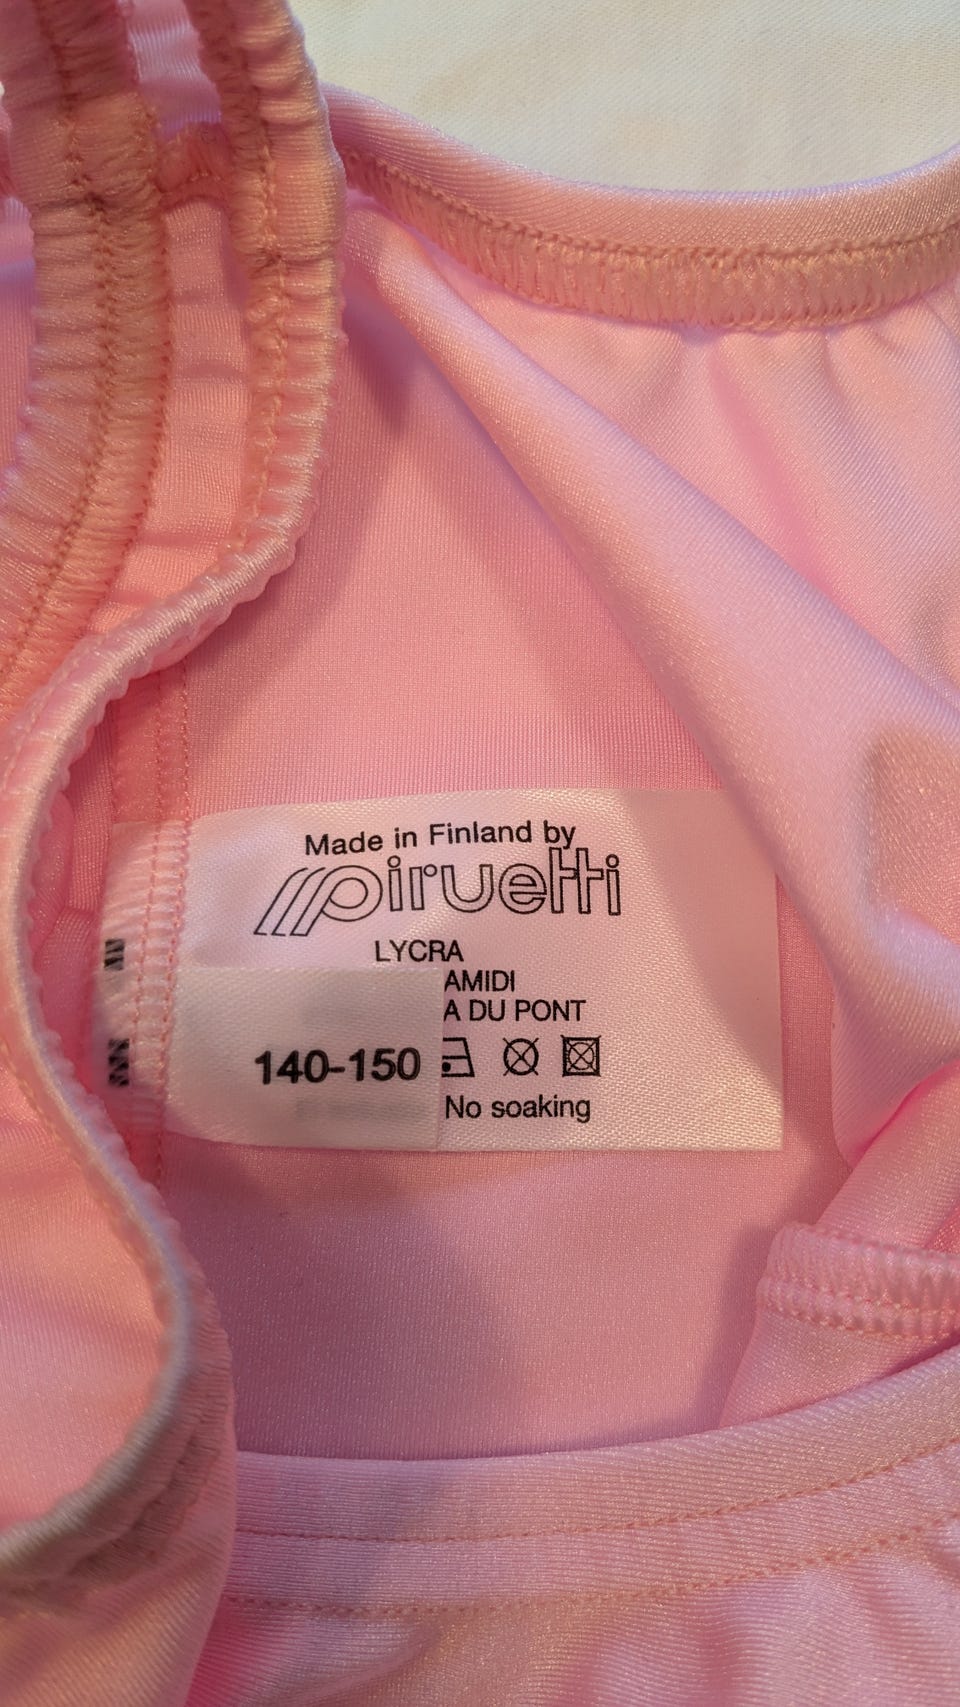 Made in Finland by
piruetti
LYCRA
AMIDI
A DU PONT
140-150
No soaking